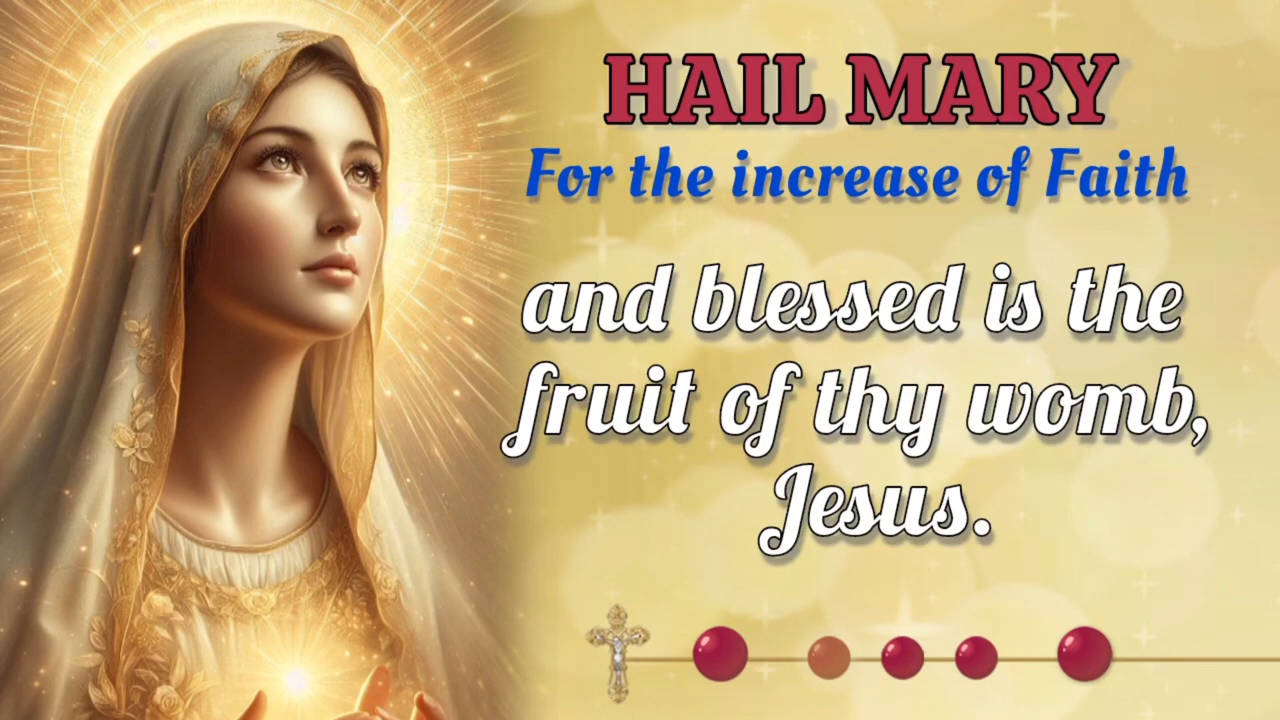 HAIL MARY
For the increase of Faith
and blessed is the
fruit of thy womb,
Jesus.